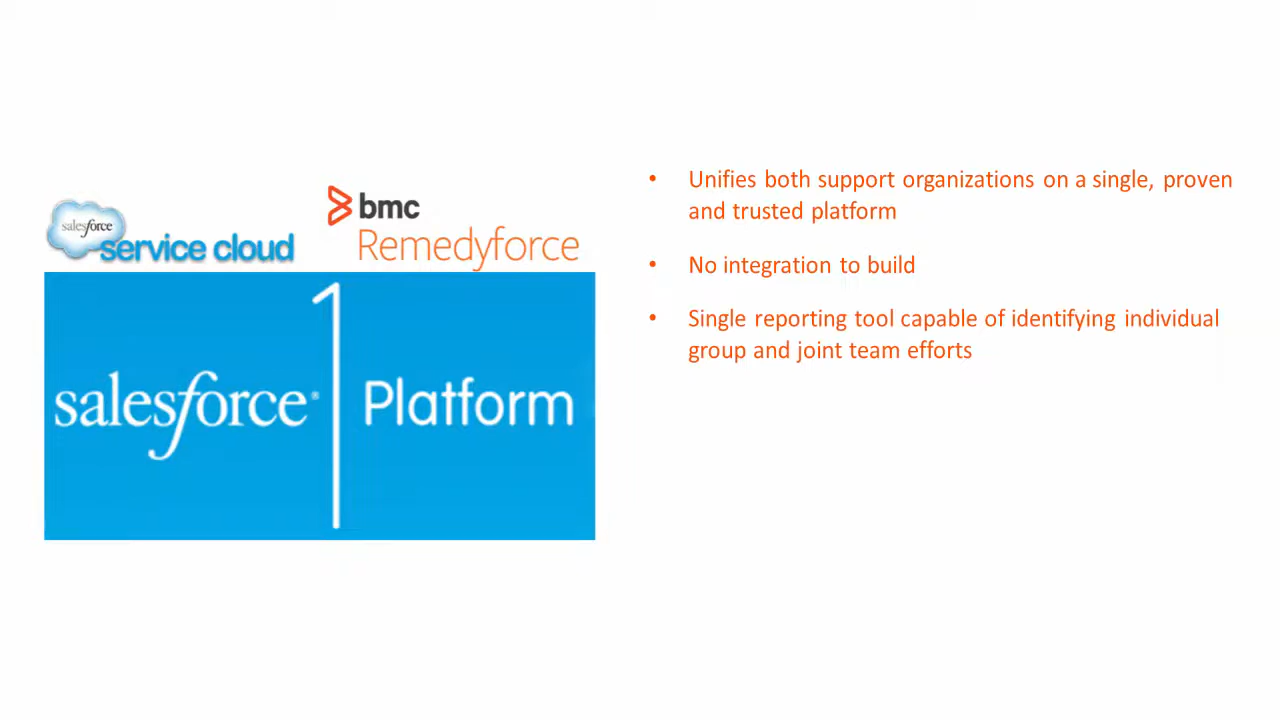 salesforce
service cloud
bmc
Remedyforce
salesforce® 1 Platform
• Unifies both support organizations on a single, proven
and trusted platform
• No integration to build
• Single reporting tool capable of identifying individual
group and joint team efforts